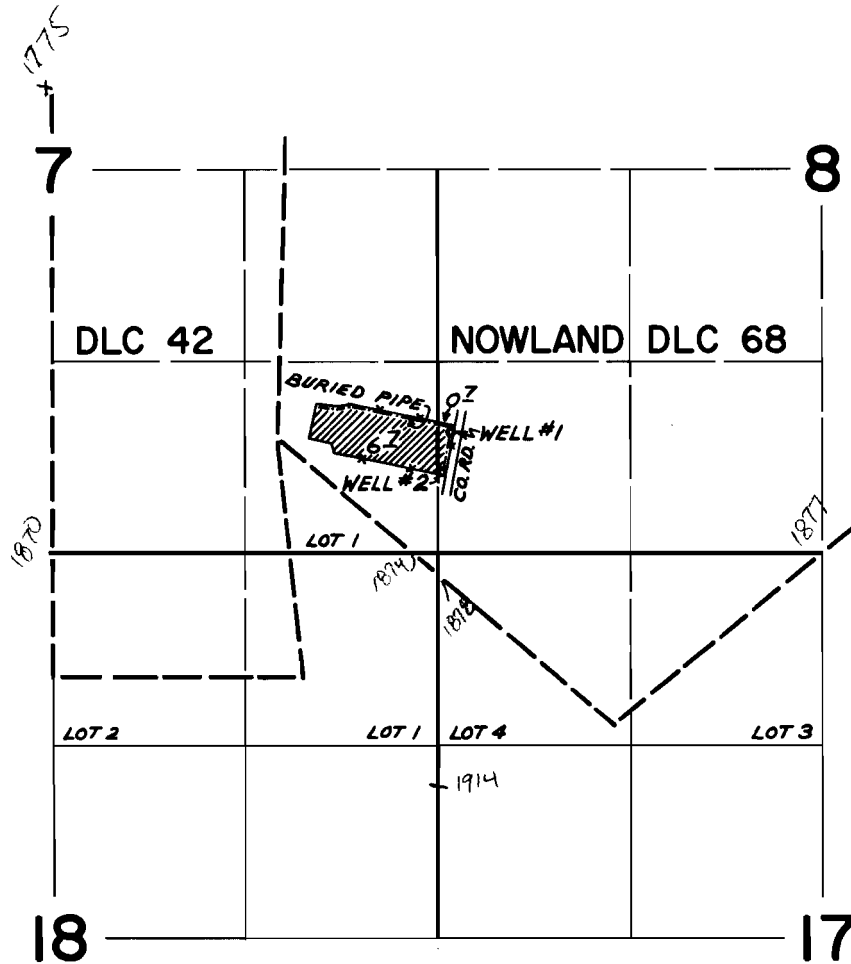 1775
7 8
DLC 42 NOWLAND DLC 68
BURIED PIPE 0.7
WELL #1
6.7
WELL #2
CO. RD.
1870 LOT 1 1874 1877
1878
LOT 2 LOT 1 LOT 4 LOT 3
1914
18 17